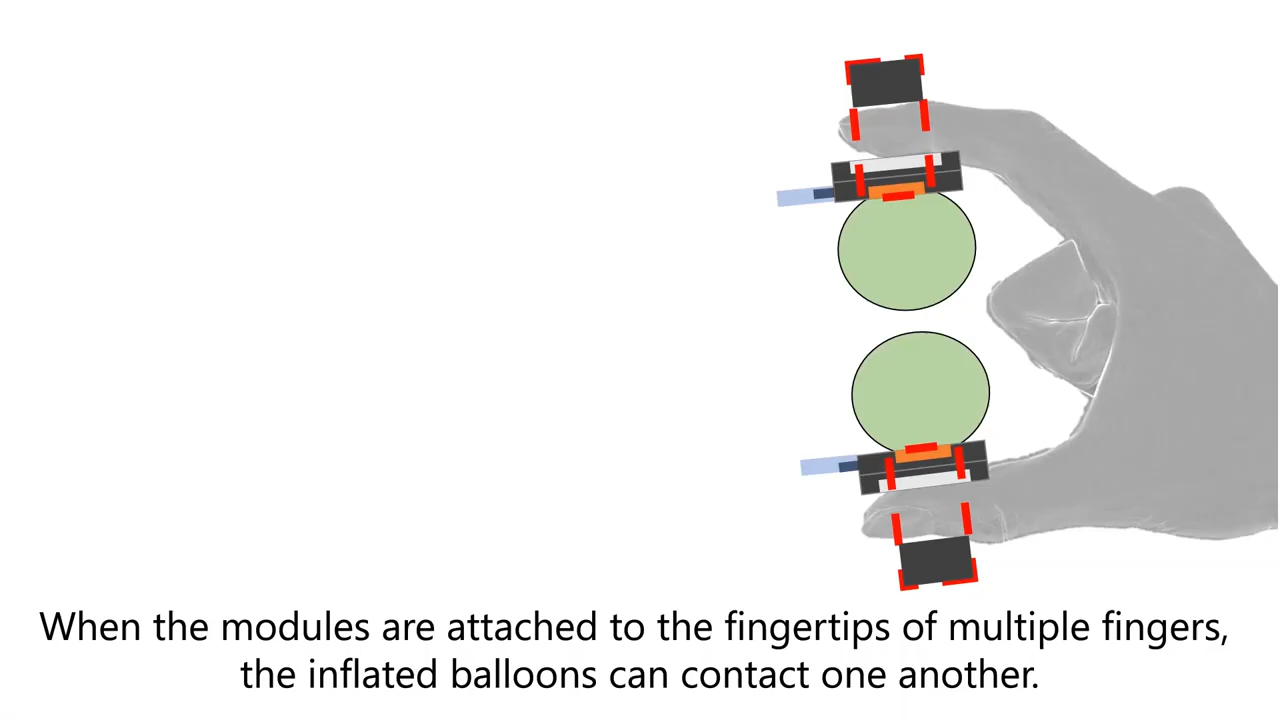 When the modules are attached to the fingertips of multiple fingers,
the inflated balloons can contact one another.